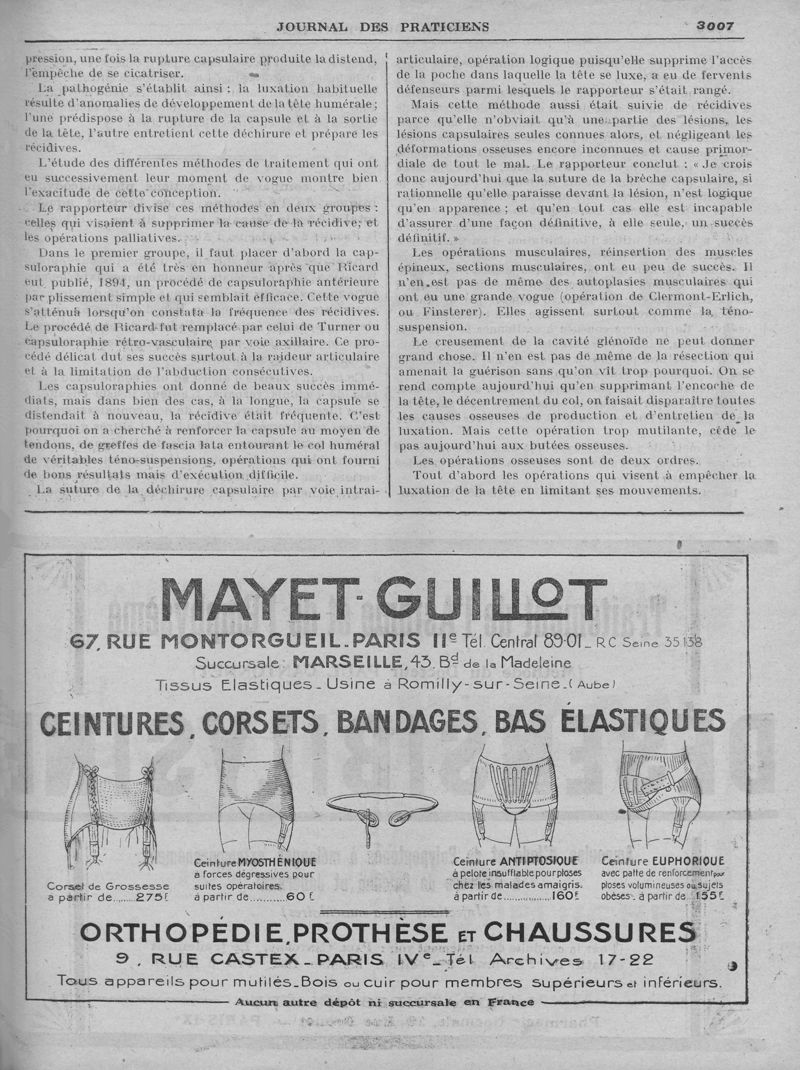 JOURNAL DES PRATICIENS
3007
pression, une fois la rupture capsulaire produite la distend,
l'empêche de se cicatriser.
La pathogénie s'établit ainsi : la luxation habituelle
résulte d'anomalies de développement de la tête humérale ;
l'une prédispose à la rupture de la capsule et à la sortie
de la tête, l'autre entretient cette déchirure et prépare les
récidives.
L'étude des différentes méthodes de traitement qui ont
eu successivement leur moment de vogue montre bien
l'exacitude de cette conception.
Le rapporteur divise ces méthodes en deux groupes :
celles qui visaient à supprimer la cause de la récidive; et
les opérations palliatives.
Dans le premier groupe, il faut placer d'abord la cap-
suloraphie qui a été très en honneur après que Ricard
eut publié, 1894, un procédé de capsuloraphie antérieure
par plissement simple et qui semblait efficace. Cette vogue
s'atténua lorsqu'on constata la fréquence des récidives.
Le procédé de Ricard fut remplacé par celui de Turner ou
capsuloraphie rétro-vasculaire par voie axillaire. Ce pro-
cédé délicat dut ses succès surtout à la raideur articulaire
et à la limitation de l'abduction consécutives.
Les capsuloraphies ont donné de beaux succès immé-
diats, mais dans bien des cas, à la longue, la capsule se
distendait à nouveau, la récidive était fréquente. C'est
pourquoi on a cherché à renforcer la capsule au moyen de
tendons, de greffes de fascia lata entourant le col huméral
de véritables téno-suspensions, opérations qui ont fourni
de bons résultats mais d'exécution difficile.
La suture de la déchirure capsulaire par voie intrai-
articulaire, opération logique puisqu'elle supprime l'accès
de la poche dans laquelle la tête se luxe, a eu de fervents
défenseurs parmi lesquels le rapporteur s'était rangé.
Mais cette méthode aussi était suivie de récidives
parce qu'elle n'obviait qu'à une partie des lésions, les
lésions capsulaires seules connues alors, et négligeant les
déformations osseuses encore inconnues et cause primor-
diale de tout le mal. Le rapporteur conclut : « Je crois
donc aujourd'hui que la suture de la brèche capsulaire, si
rationnelle qu'elle paraisse devant la lésion, n'est logique
qu'en apparence ; et qu'en tout cas elle est incapable
d'assurer d'une façon définitive, à elle seule, un succès
définitif. »
Les opérations musculaires, réinsertion des muscles
épineux, sections musculaires, ont eu peu de succès. Il
n'en est pas de même des autoplasies musculaires qui
ont eu une grande vogue (opération de Clermont-Erlich,
ou Finsterer). Elles agissent surtout comme la téno-
suspension.
Le creusement de la cavité glénoïde ne peut donner
grand chose. Il n'en est pas de même de la résection qui
amenait la guérison sans qu'on vît trop pourquoi. On se
rend compte aujourd'hui qu'en supprimant l'encoche de
la tête, le décentrement du col, on faisait disparaître toutes
les causes osseuses de production et d'entretien de la
luxation. Mais cette opération trop mutilante, cède le
pas aujourd'hui aux butées osseuses.
Les opérations osseuses sont de deux ordres.
Tout d'abord les opérations qui visent à empêcher la
luxation de la tête en limitant ses mouvements.
MAYET-GUILLOT
67, RUE MONTORGUEIL_PARIS IIe Tél. Central 89-01_ RC Seine 35138
Succursale: MARSEILLE, 43, Bd de la Madeleine
Tissus Elastiques_ Usine à Romilly-sur-Seine_(Aube)
CEINTURES, CORSETS, BANDAGES, BAS ÉLASTIQUES
Corset de Grossesse
a partir de........275f.
Ceinture MYOSTHÉNIQUE
a forces dégressives pour
suites opératoires.
à partir de...........60f.
Ceinture ANTIPTOSIQUE
à pelote insufflable pour ptoses
chez les malades amaigris.
à partir de...............160f.
Ceinture EUPHORIQUE
avec patte de renforcement pour
ptoses volumineuses ou sujets
obèses. à partir de 155f.
ORTHOPÉDIE, PROTHÈSE ET CHAUSSURES
9, RUE CASTEX_PARIS IVe_ Tél Archives 17-22
Tous appareils pour mutilés_Bois ou cuir pour membres supérieurs et inférieurs.
Aucun autre dépôt ni succursale en France